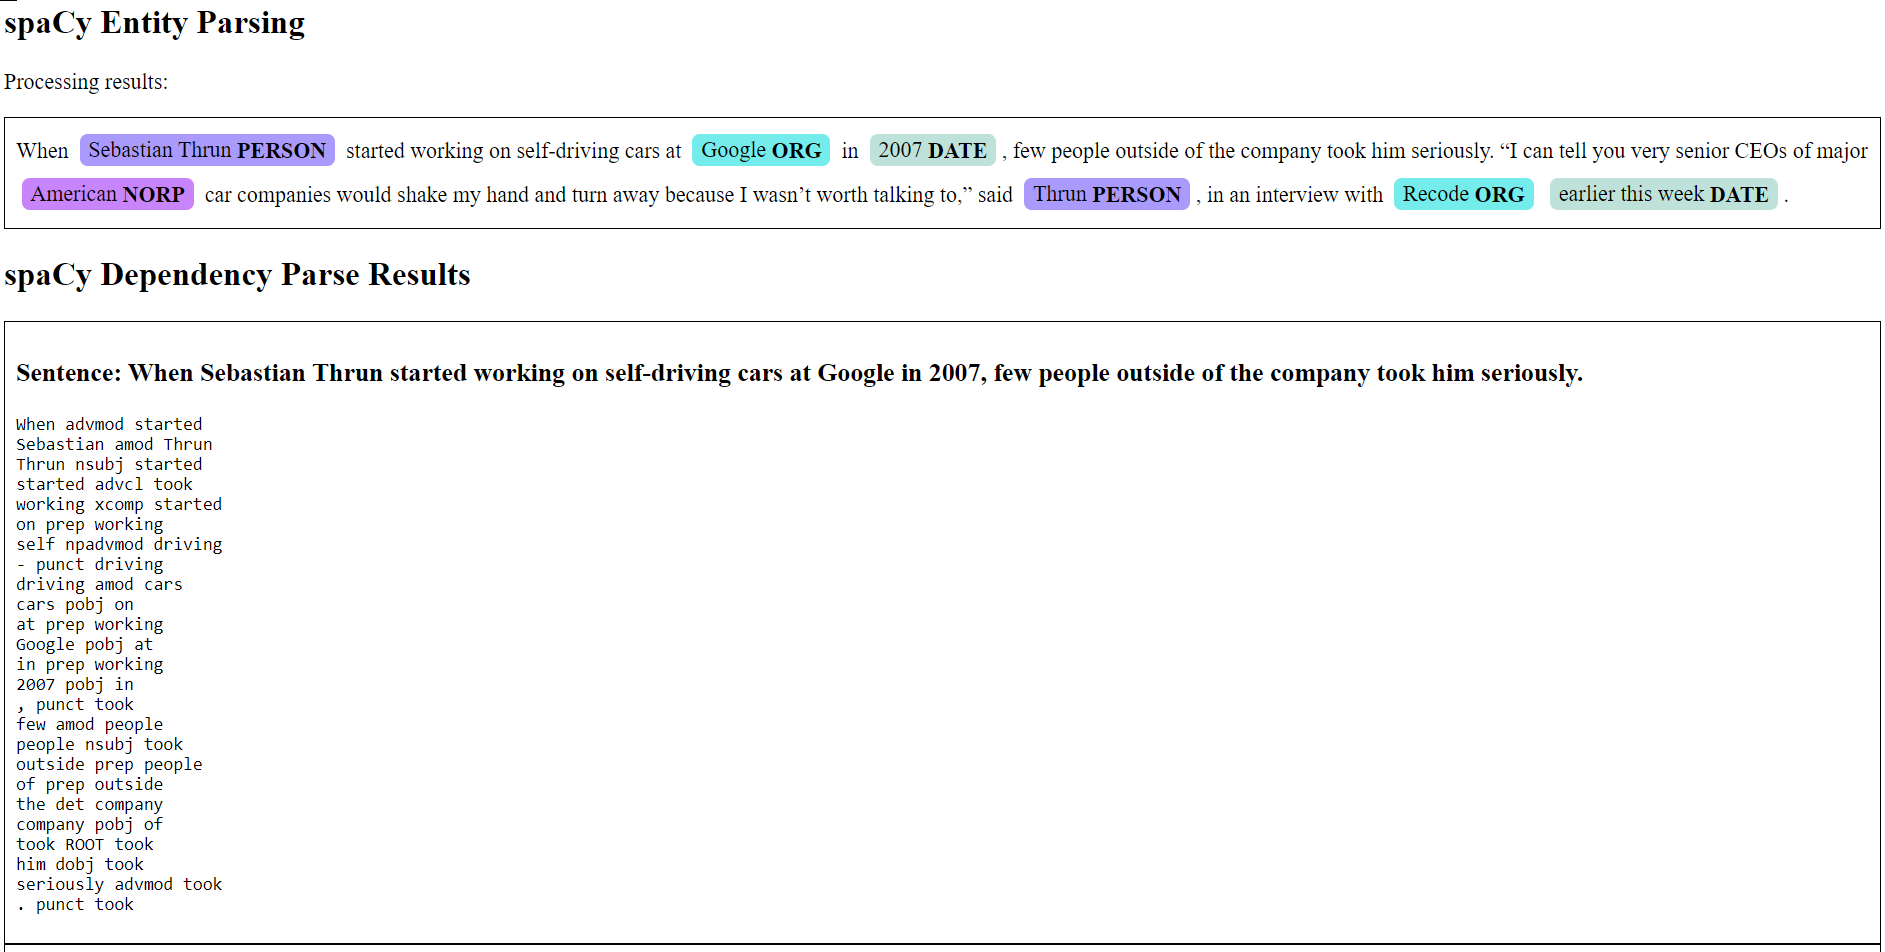 spaCy Entity Parsing
Processing results:
When Sebastian Thrun PERSON started working on self-driving cars at Google ORG in 2007 DATE , few people outside of the company took him seriously. “I can tell you very senior CEOs of major
American NORP car companies would shake my hand and turn away because I wasn’t worth talking to,” said Thrun PERSON , in an interview with Recode ORG earlier this week DATE .
spaCy Dependency Parse Results
Sentence: When Sebastian Thrun started working on self-driving cars at Google in 2007, few people outside of the company took him seriously.
When advmod started
Sebastian amod Thrun
Thrun nsubj started
started advcl took
working xcomp started
on prep working
self npadvmod driving
- punct driving
driving amod cars
cars pobj on
at prep working
Google pobj at
in prep working
2007 pobj in
, punct took
few amod people
people nsubj took
outside prep people
of prep outside
the det company
company pobj of
took ROOT took
him dobj took
seriously advmod took
. punct took